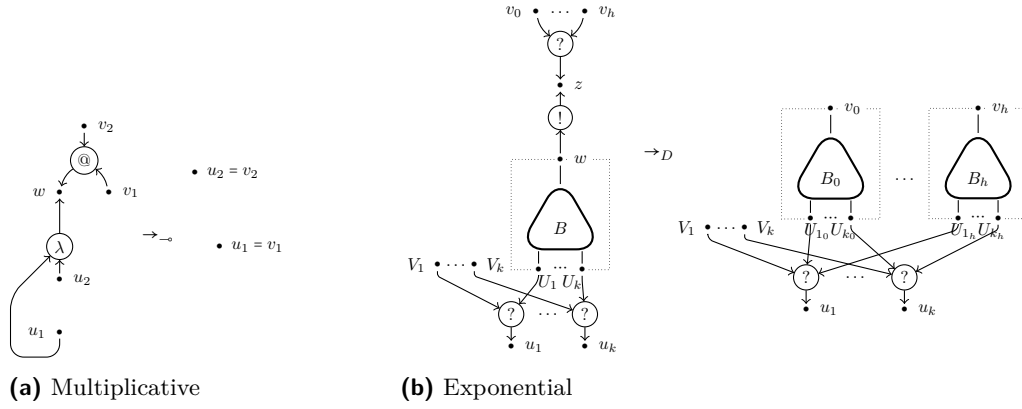 v₀ ... vₕ
?
z
!
v₂
@
w
v₁
w
→⊸
u₂ = v₂
u₁ = v₁
λ
u₂
u₁
B
V₁ ... Vₖ
U₁ ... Uₖ
? ... ?
u₁ uₖ
→D
v₀ vₕ
B₀ ... Bₕ
V₁ ... Vₖ
U₁₀ ... Uₖ₀ U₁ₕ ... Uₖₕ
? ... ?
u₁ uₖ
(a) Multiplicative
(b) Exponential